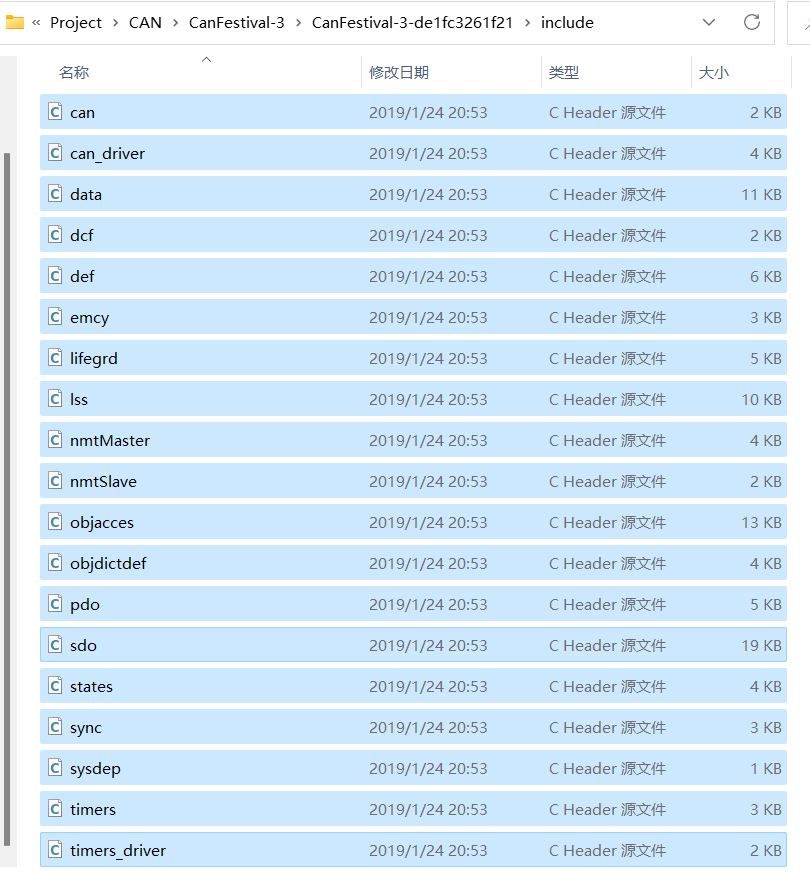 « Project › CAN › CanFestival-3 › CanFestival-3-de1fc3261f21 › include
名称 修改日期 类型 大小
can 2019/1/24 20:53 C Header 源文件 2 KB
can_driver 2019/1/24 20:53 C Header 源文件 4 KB
data 2019/1/24 20:53 C Header 源文件 11 KB
dcf 2019/1/24 20:53 C Header 源文件 2 KB
def 2019/1/24 20:53 C Header 源文件 6 KB
emcy 2019/1/24 20:53 C Header 源文件 3 KB
lifegrd 2019/1/24 20:53 C Header 源文件 5 KB
lss 2019/1/24 20:53 C Header 源文件 10 KB
nmtMaster 2019/1/24 20:53 C Header 源文件 4 KB
nmtSlave 2019/1/24 20:53 C Header 源文件 2 KB
objacces 2019/1/24 20:53 C Header 源文件 13 KB
objdictdef 2019/1/24 20:53 C Header 源文件 4 KB
pdo 2019/1/24 20:53 C Header 源文件 5 KB
sdo 2019/1/24 20:53 C Header 源文件 19 KB
states 2019/1/24 20:53 C Header 源文件 4 KB
sync 2019/1/24 20:53 C Header 源文件 3 KB
sysdep 2019/1/24 20:53 C Header 源文件 1 KB
timers 2019/1/24 20:53 C Header 源文件 3 KB
timers_driver 2019/1/24 20:53 C Header 源文件 2 KB